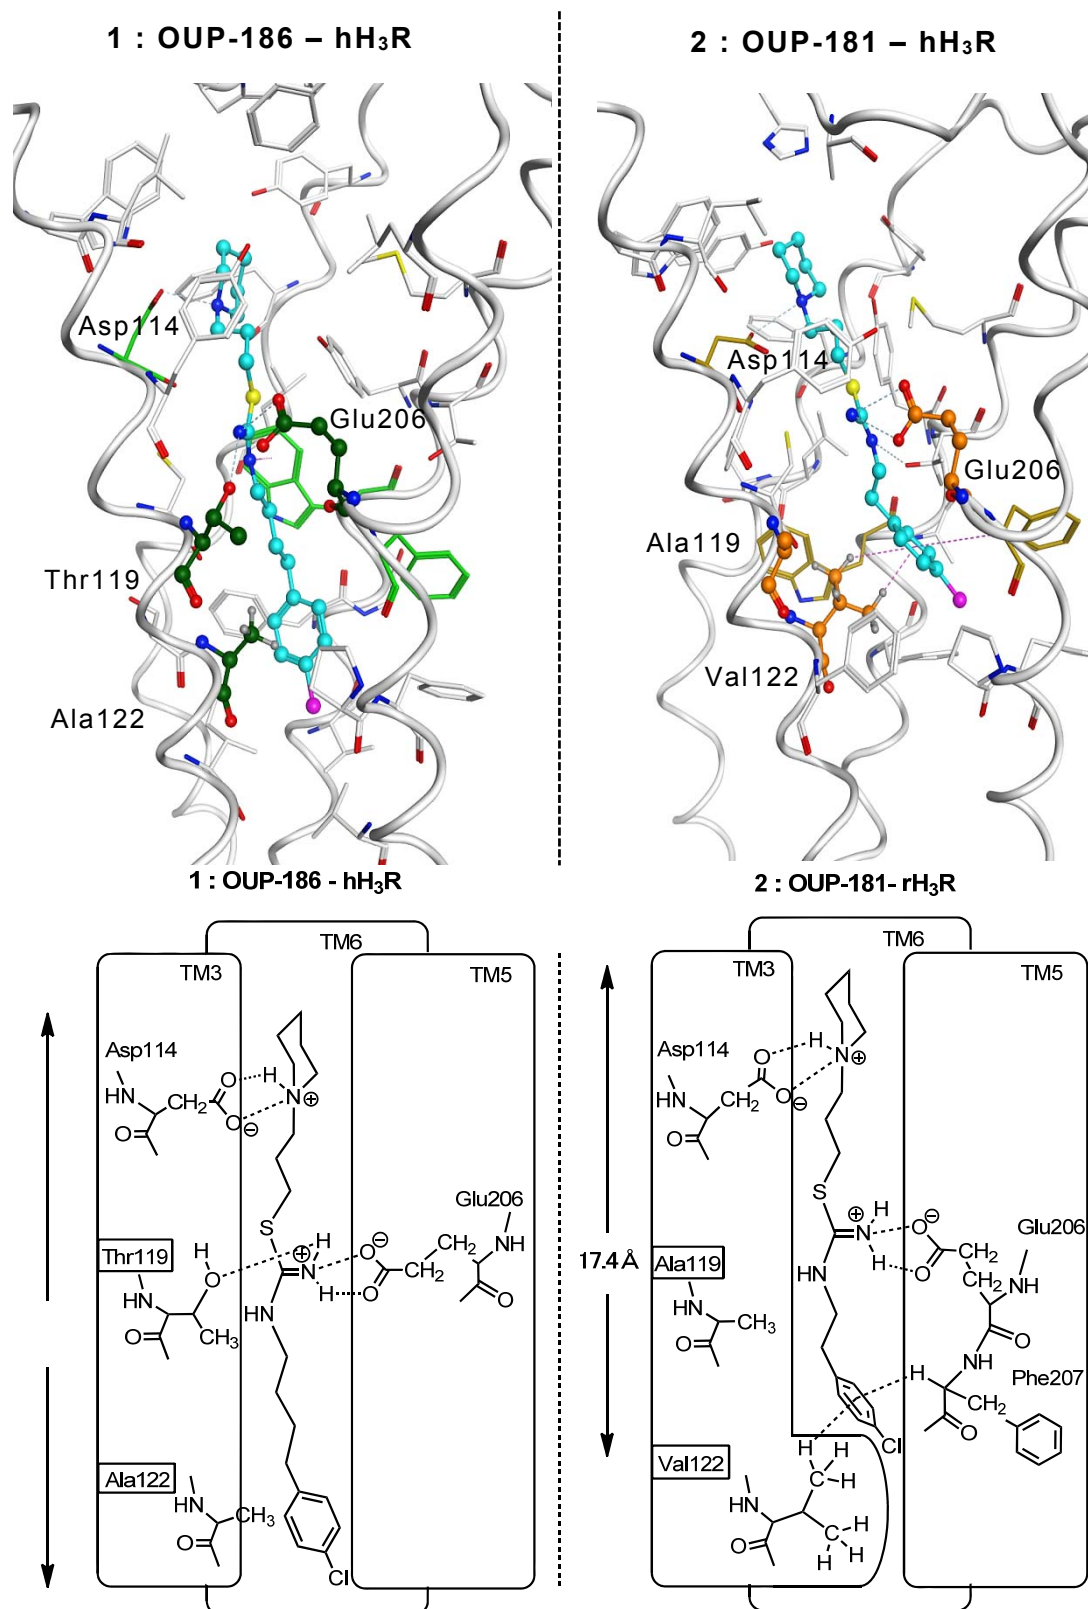 1 : OUP-186 – hH₃R
2 : OUP-181 – hH₃R
Asp114
Glu206
Thr119
Ala122
Asp114
Glu206
Ala119
Val122
1 : OUP-186 - hH₃R
2 : OUP-181- rH₃R
TM6
TM3
TM5
Asp114
HN
CH₂
O
O
O
H
N
⊕
⊖
S
Glu206
Thr119
H
O
HN
O
CH₃
H
⊕
N
H
HN
O
⊖
O
CH₂
CH₂
HN
O
Ala122
HN
CH₃
O
Cl
TM6
TM3
TM5
Asp114
HN
CH₂
O
O
O
H
N
⊕
⊖
S
17.4 Å
Glu206
Ala119
HN
CH₃
O
H
⊕
N
H
HN
O
⊖
O
CH₂
CH₂
HN
O
NH
Phe207
H
CH₂
O
Cl
Val122
HN
O
H
C
H
H
C
H
H
H